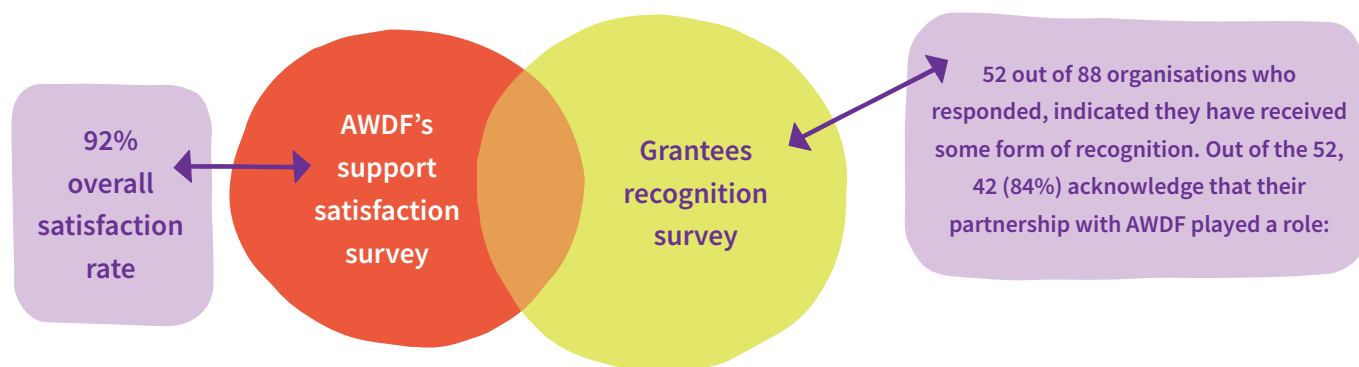 92%
overall
satisfaction
rate
AWDF’s
support
satisfaction
survey
Grantees
recognition
survey
52 out of 88 organisations who
responded, indicated they have received
some form of recognition. Out of the 52,
42 (84%) acknowledge that their
partnership with AWDF played a role: